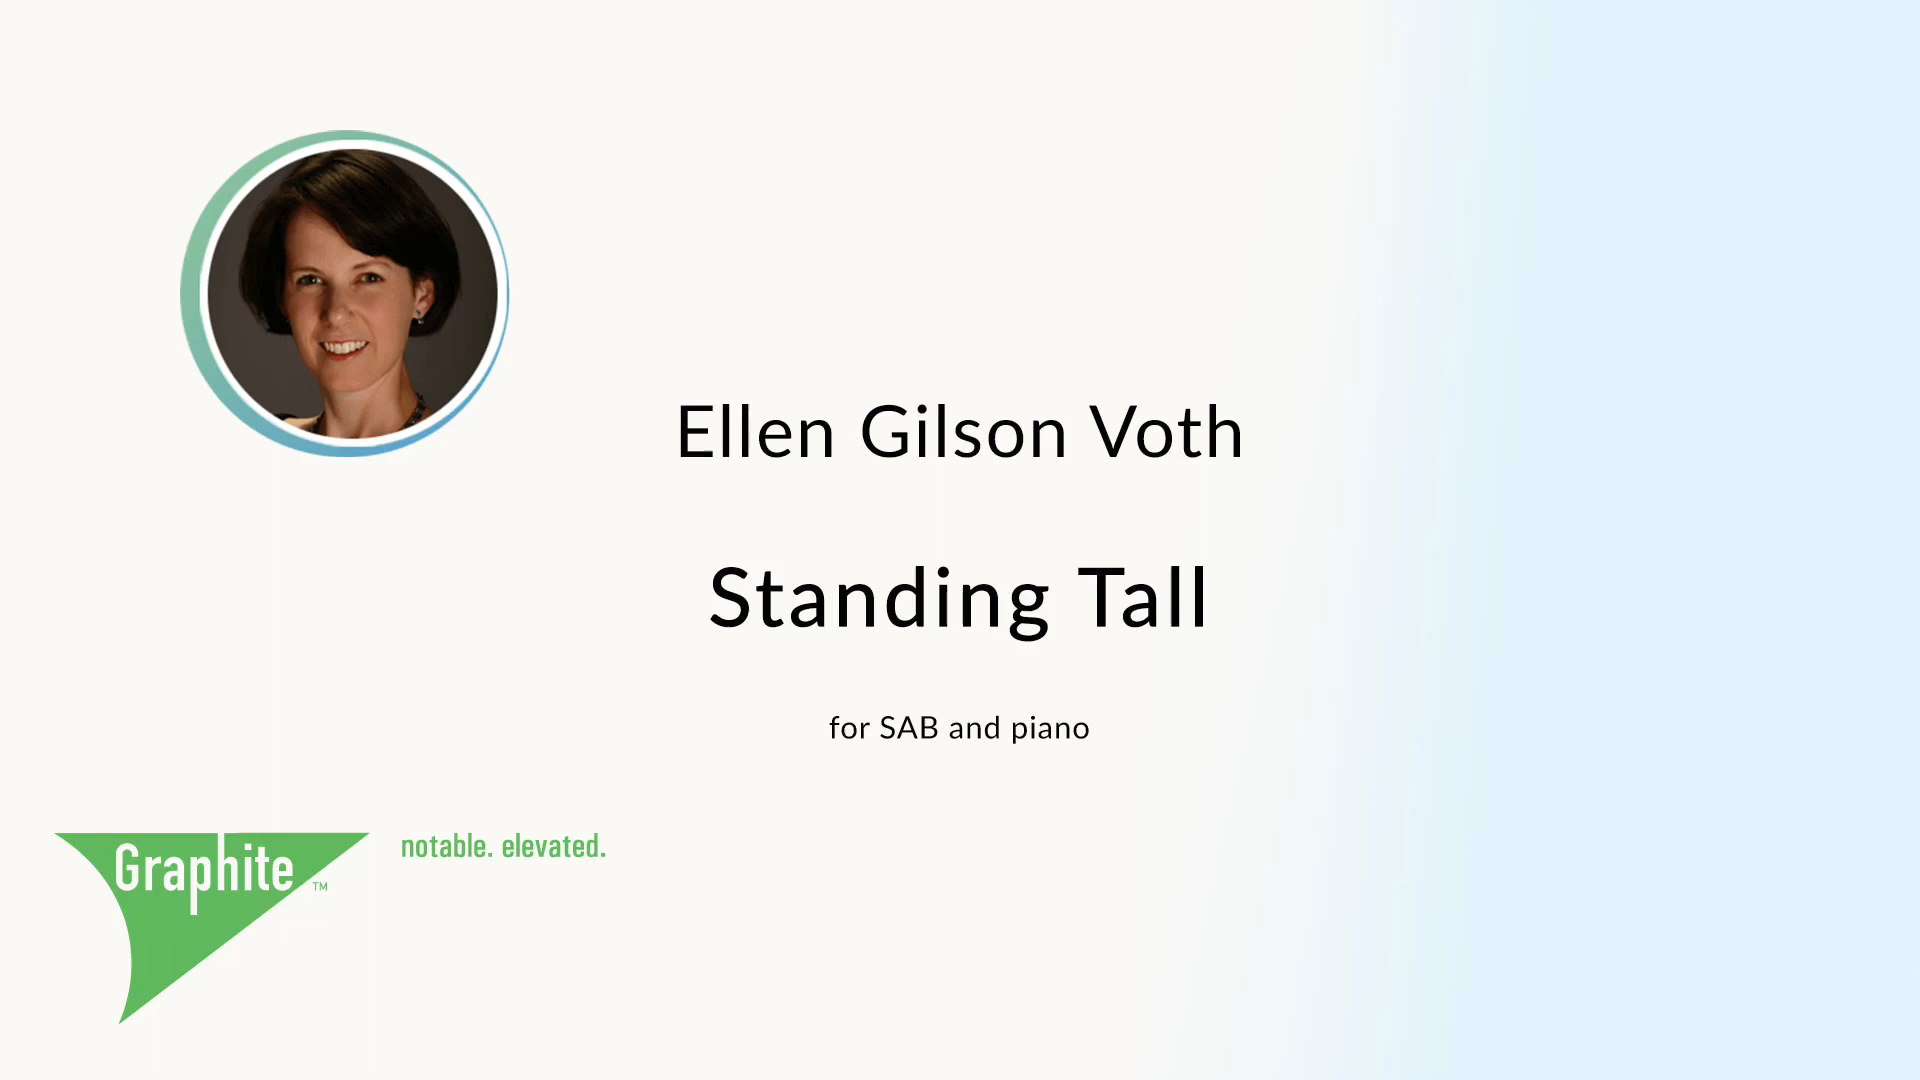 Ellen Gilson Voth
Standing Tall
for SAB and piano
Graphite™
notable. elevated.